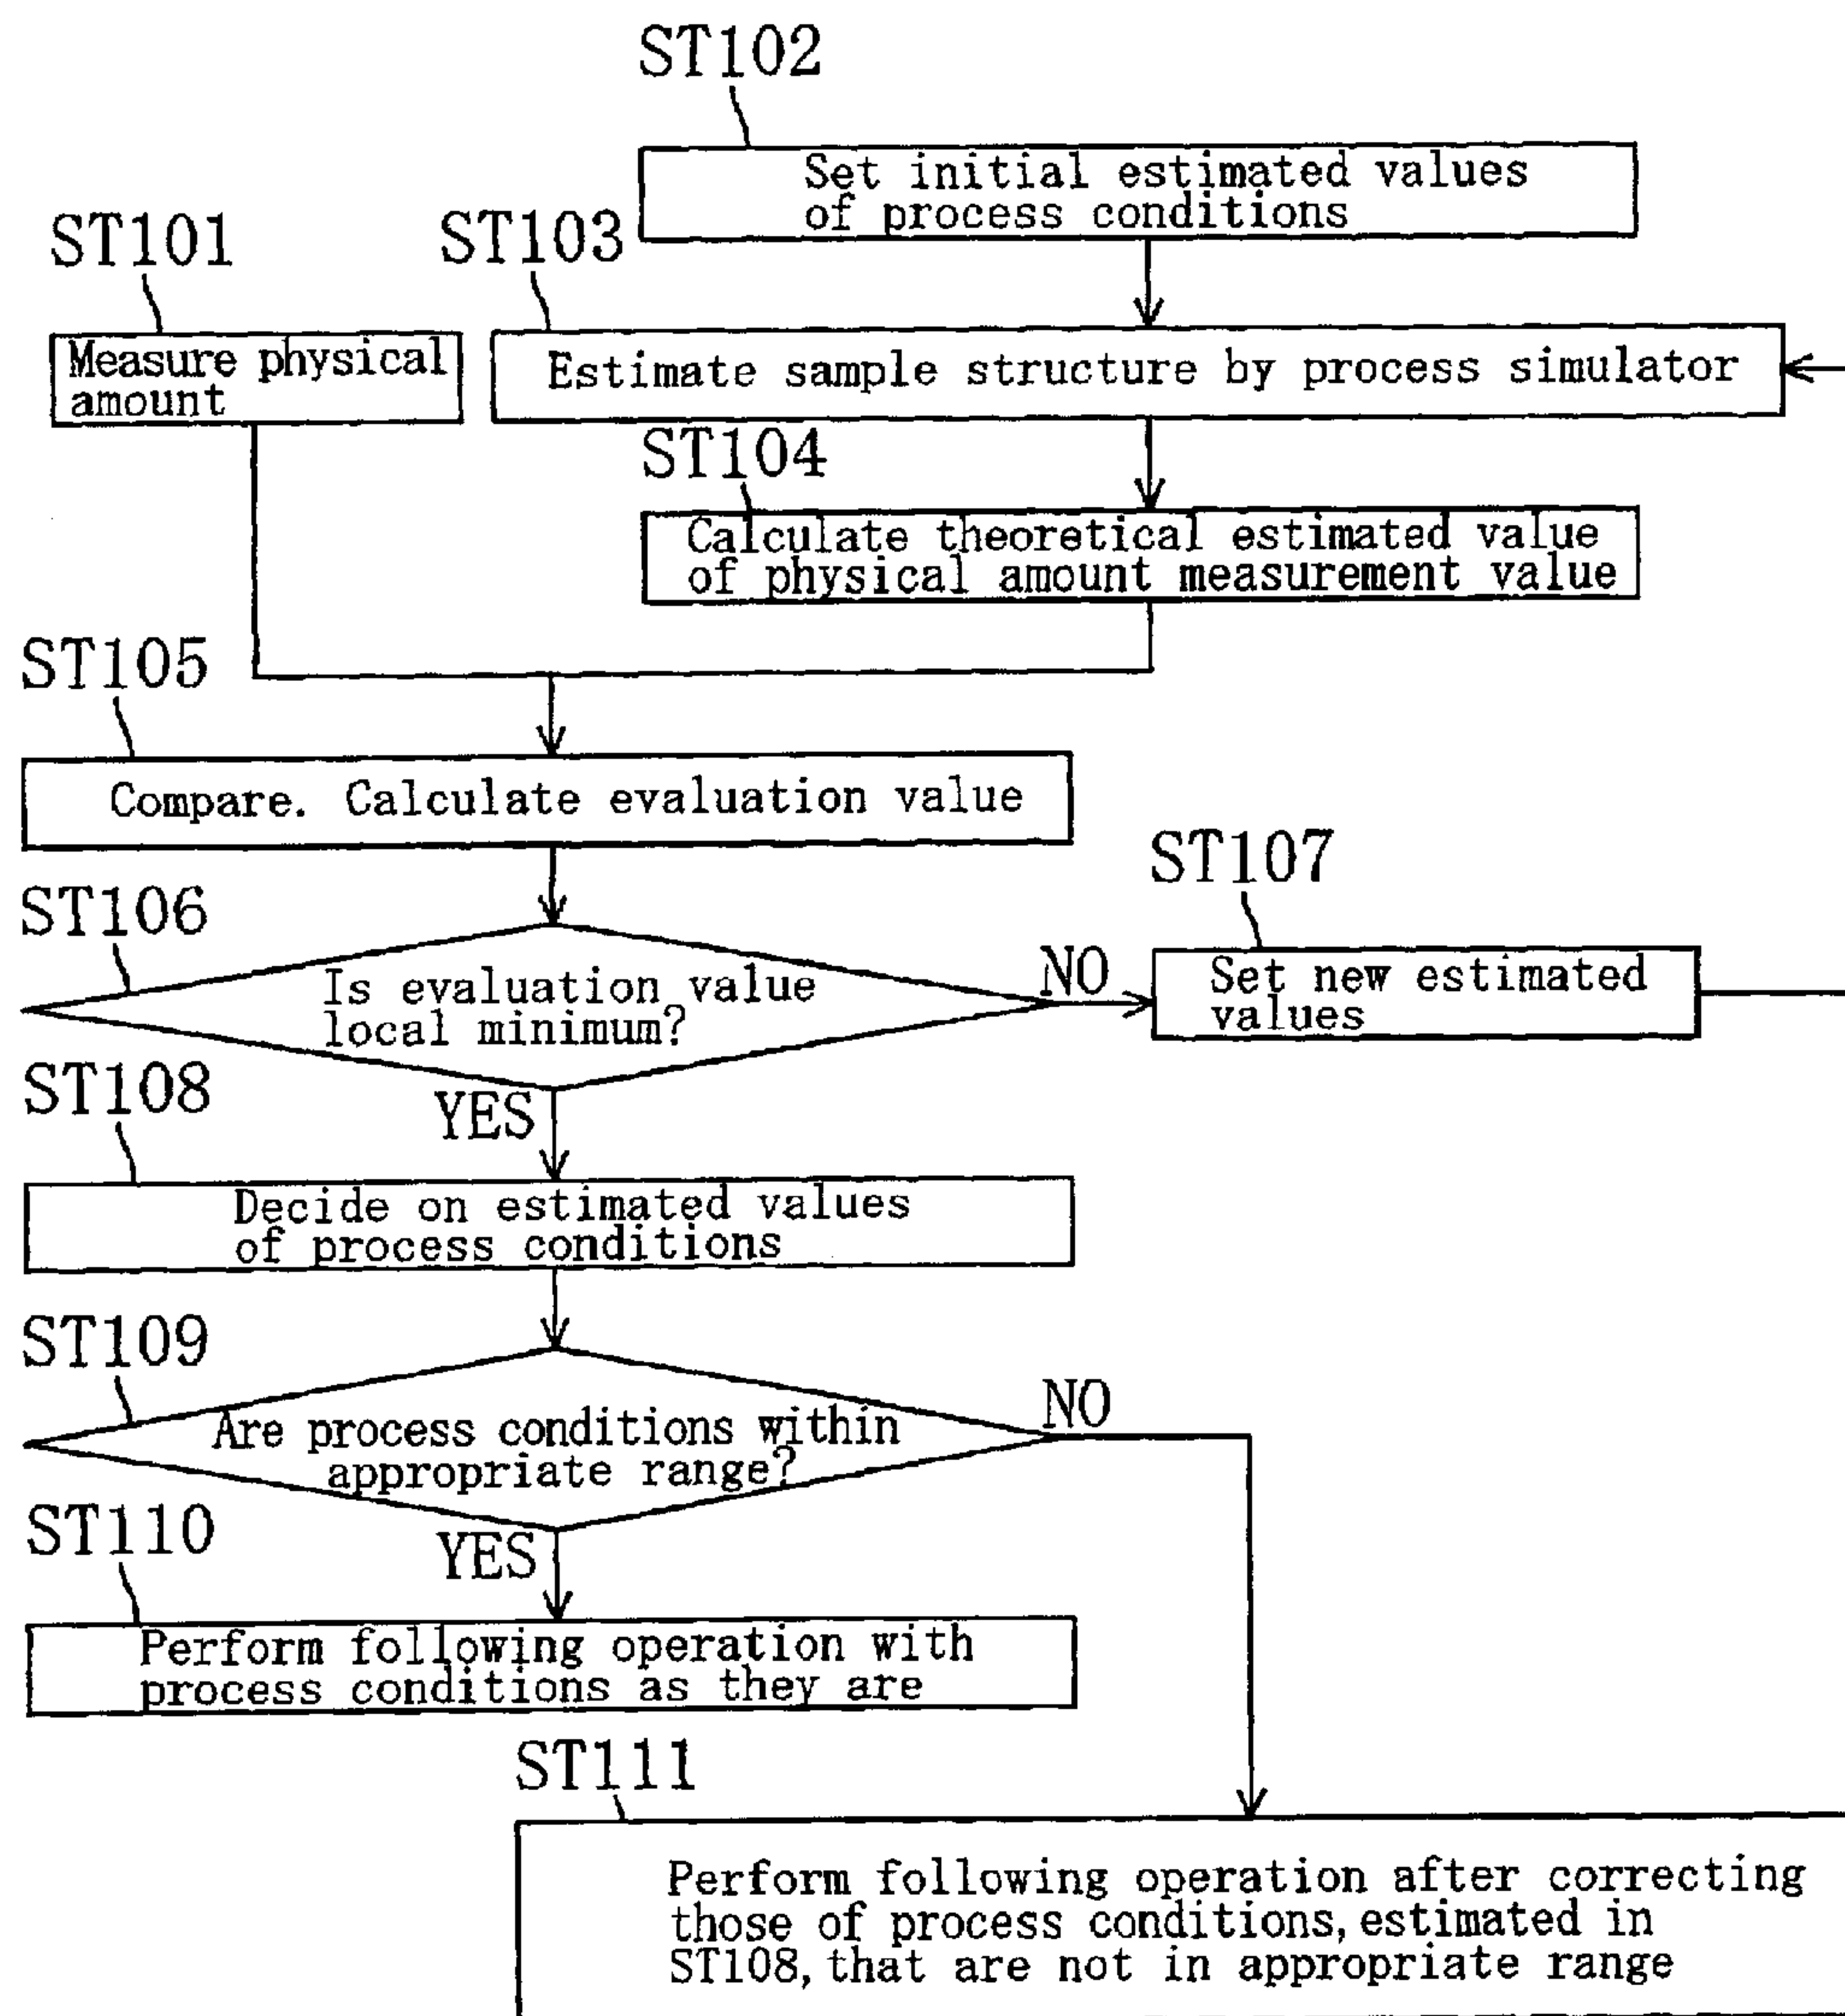 ST102
Set initial estimated values
of process conditions
ST101
Measure physical
amount
ST103
Estimate sample structure by process simulator
ST104
Calculate theoretical estimated value
of physical amount measurement value
ST105
Compare. Calculate evaluation value
ST106
Is evaluation value
local minimum?
NO
ST107
Set new estimated
values
YES
ST108
Decide on estimated values
of process conditions
ST109
Are process conditions within
appropriate range?
NO
YES
ST110
Perform following operation with
process conditions as they are
ST111
Perform following operation after correcting
those of process conditions, estimated in
ST108, that are not in appropriate range